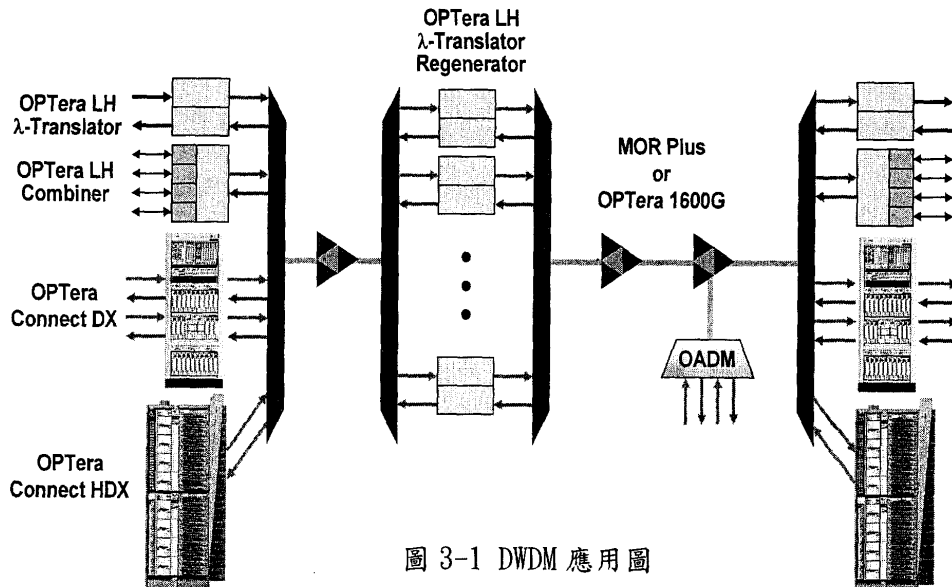 OPTera LH
λ-Translator
Regenerator
OPTera LH
λ-Translator
OPTera LH
Combiner
MOR Plus
or
OPTera 1600G
OPTera
Connect DX
OADM
OPTera
Connect HDX
圖 3-1 DWDM 應用圖